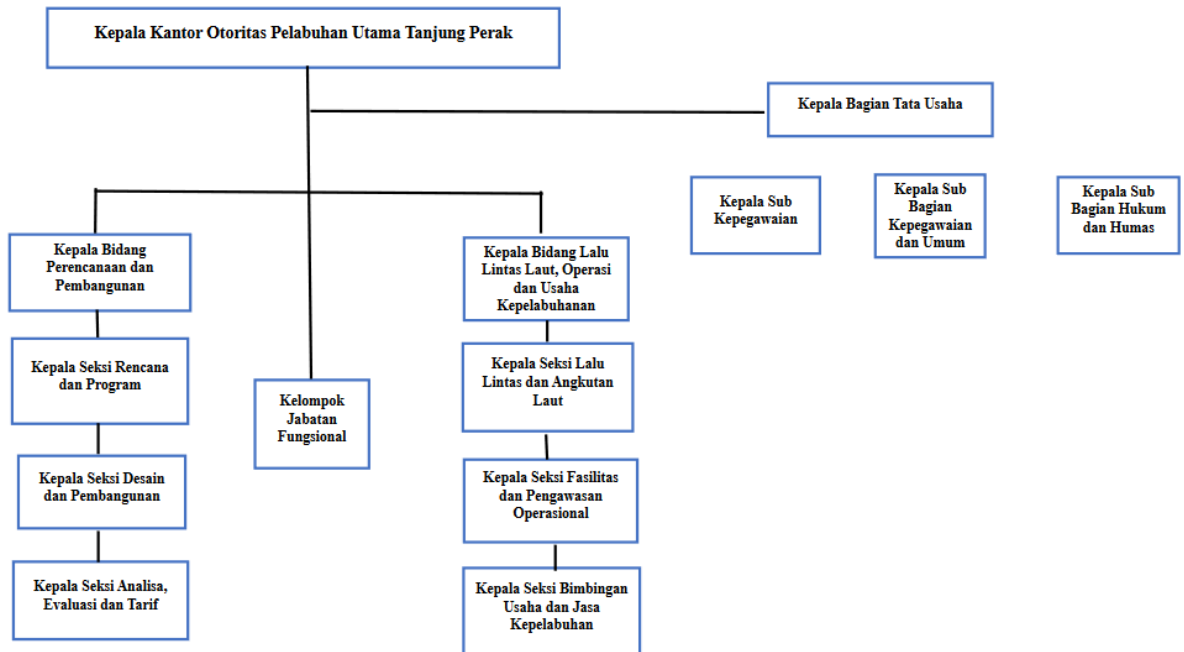 Kepala Kantor Otoritas Pelabuhan Utama Tanjung Perak
Kepala Bagian Tata Usaha
Kepala Sub
Kepegawaian
Kepala Sub
Bagian
Kepegawaian
dan Umum
Kepala Sub
Bagian Hukum
dan Humas
Kepala Bidang
Perencanaan dan
Pembangunan
Kepala Bidang Lalu
Lintas Laut, Operasi
dan Usaha
Kepelabuhanan
Kepala Seksi Rencana
dan Program
Kelompok
Jabatan
Fungsional
Kepala Seksi Lalu
Lintas dan Angkutan
Laut
Kepala Seksi Desain
dan Pembangunan
Kepala Seksi Fasilitas
dan Pengawasan
Operasional
Kepala Seksi Analisa,
Evaluasi dan Tarif
Kepala Seksi Bimbingan
Usaha dan Jasa
Kepelabuhan